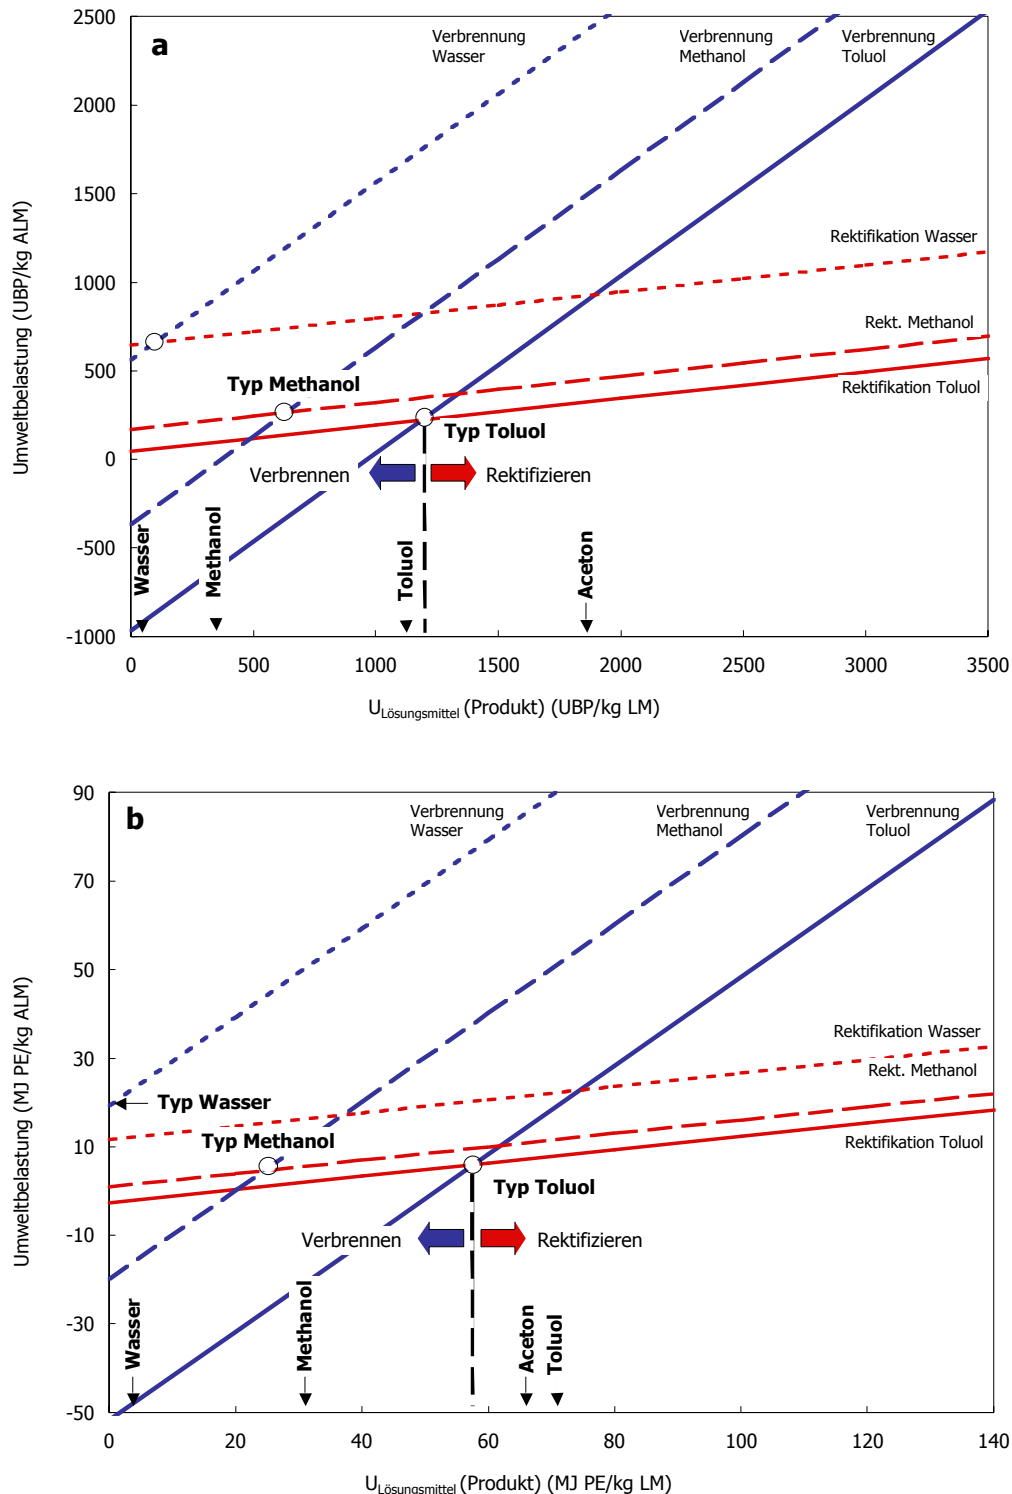 a
2500
2000
1500
1000
500
0
-500
-1000
Umweltbelastung (UBP/kg ALM)
Verbrennung
Wasser
Verbrennung
Methanol
Verbrennung
Toluol
Rektifikation Wasser
Rekt. Methanol
Rektifikation Toluol
Typ Methanol
Typ Toluol
Verbrennen
Rektifizieren
Wasser
Methanol
Toluol
Aceton
0 500 1000 1500 2000 2500 3000 3500
ULösungsmittel (Produkt) (UBP/kg LM)
b
90
70
50
30
10
-10
-30
-50
Umweltbelastung (MJ PE/kg ALM)
Verbrennung
Wasser
Verbrennung
Methanol
Verbrennung
Toluol
Rektifikation Wasser
Rekt. Methanol
Rektifikation Toluol
Typ Wasser
Typ Methanol
Typ Toluol
Verbrennen
Rektifizieren
Wasser
Methanol
Aceton
Toluol
0 20 40 60 80 100 120 140
ULösungsmittel (Produkt) (MJ PE/kg LM)